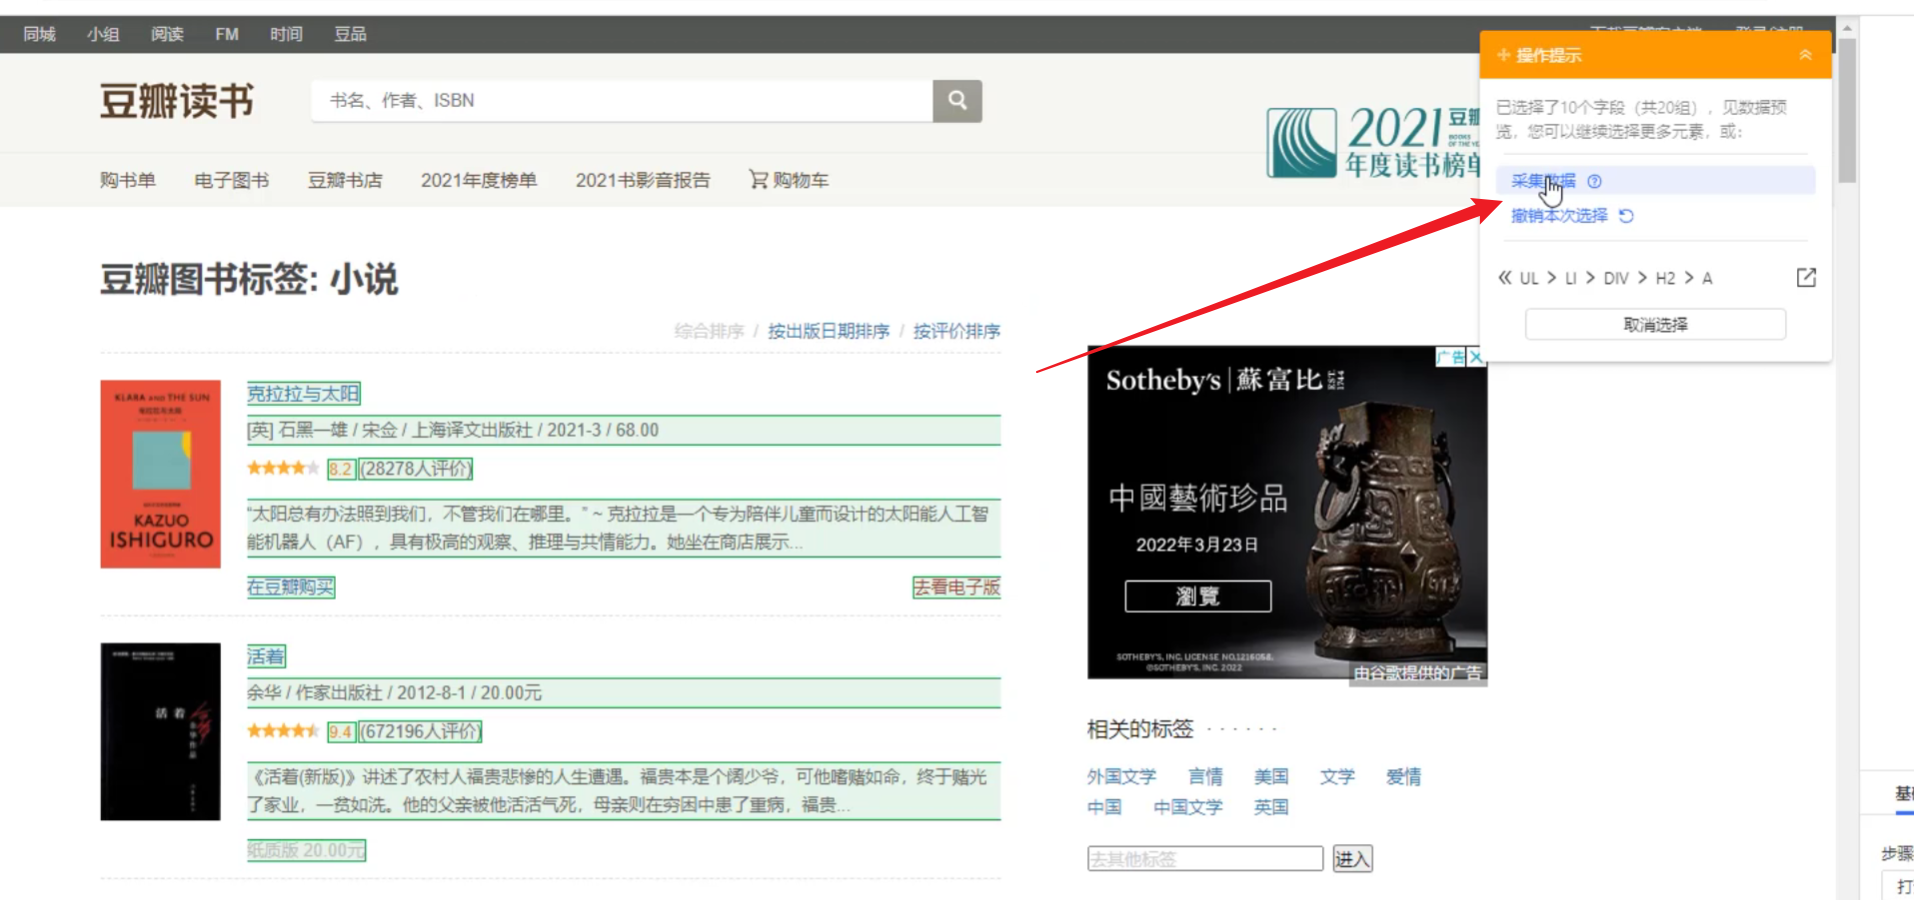 同城 小组 阅读 FM 时间 豆品
豆瓣读书
书名、作者、ISBN
购书单 电子图书 豆瓣书店 2021年度榜单 2021书影音报告 购物车
2021 豆瓣
年度读书榜单
操作提示
已选择了10个字段（共20组），见数据预
览，您可以继续选择更多元素，或：
采集数据
撤销本次选择
« UL > LI > DIV > H2 > A
取消选择
豆瓣图书标签: 小说
综合排序 / 按出版日期排序 / 按评价排序
KLARA AND THE SUN
KAZUO
ISHIGURO
克拉拉与太阳
[英] 石黑一雄 / 宋佥 / 上海译文出版社 / 2021-3 / 68.00
8.2 (28278人评价)
“太阳总有办法照到我们，不管我们在哪里。” ~ 克拉拉是一个专为陪伴儿童而设计的太阳能人工智
能机器人（AF），具有极高的观察、推理与共情能力。她坐在商店展示...
在豆瓣购买 去看电子版
活着
活着
余华 / 作家出版社 / 2012-8-1 / 20.00元
9.4 (672196人评价)
《活着(新版)》讲述了农村人福贵悲惨的人生遭遇。福贵本是个阔少爷，可他嗜赌如命，终于赌光
了家业，一贫如洗。他的父亲被他活活气死，母亲则在穷困中患了重病，福贵...
纸质版 20.00元
广告
Sotheby's 蘇富比 EST. 1744
中國藝術珍品
2022年3月23日
瀏覽
SOTHEBY'S, INC. LICENSE NO.1216058.
©SOTHEBY'S, INC. 2022
由谷歌提供的广告
相关的标签 · · · · · ·
外国文学 言情 美国 文学 爱情
中国 中国文学 英国
去其他标签 进入
步骤
打